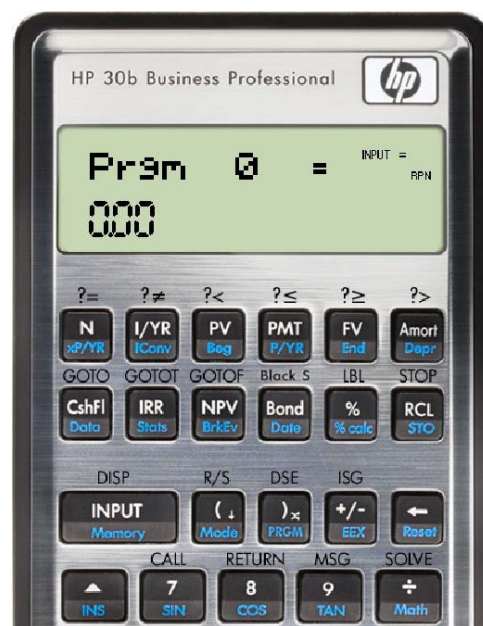 HP 30b Business Professional
hp
INPUT =
Prgm 0 =
RPN
0.00
?= ?≠ ?< ?≤ ?≥ ?>
N I/YR PV PMT FV Amort
xP/YR IConv Beg P/YR End Depr
GOTO GOTOT GOTOF Black S LBL STOP
CshFl IRR NPV Bond % RCL
Data Stats BrkEv Date %calc STO
DISP R/S DSE ISG
INPUT (↓ )x; +/- ←
Memory Mode PRGM EEX Reset
CALL RETURN MSG SOLVE
▲ 7 8 9 ÷
INS SIN COS TAN Math